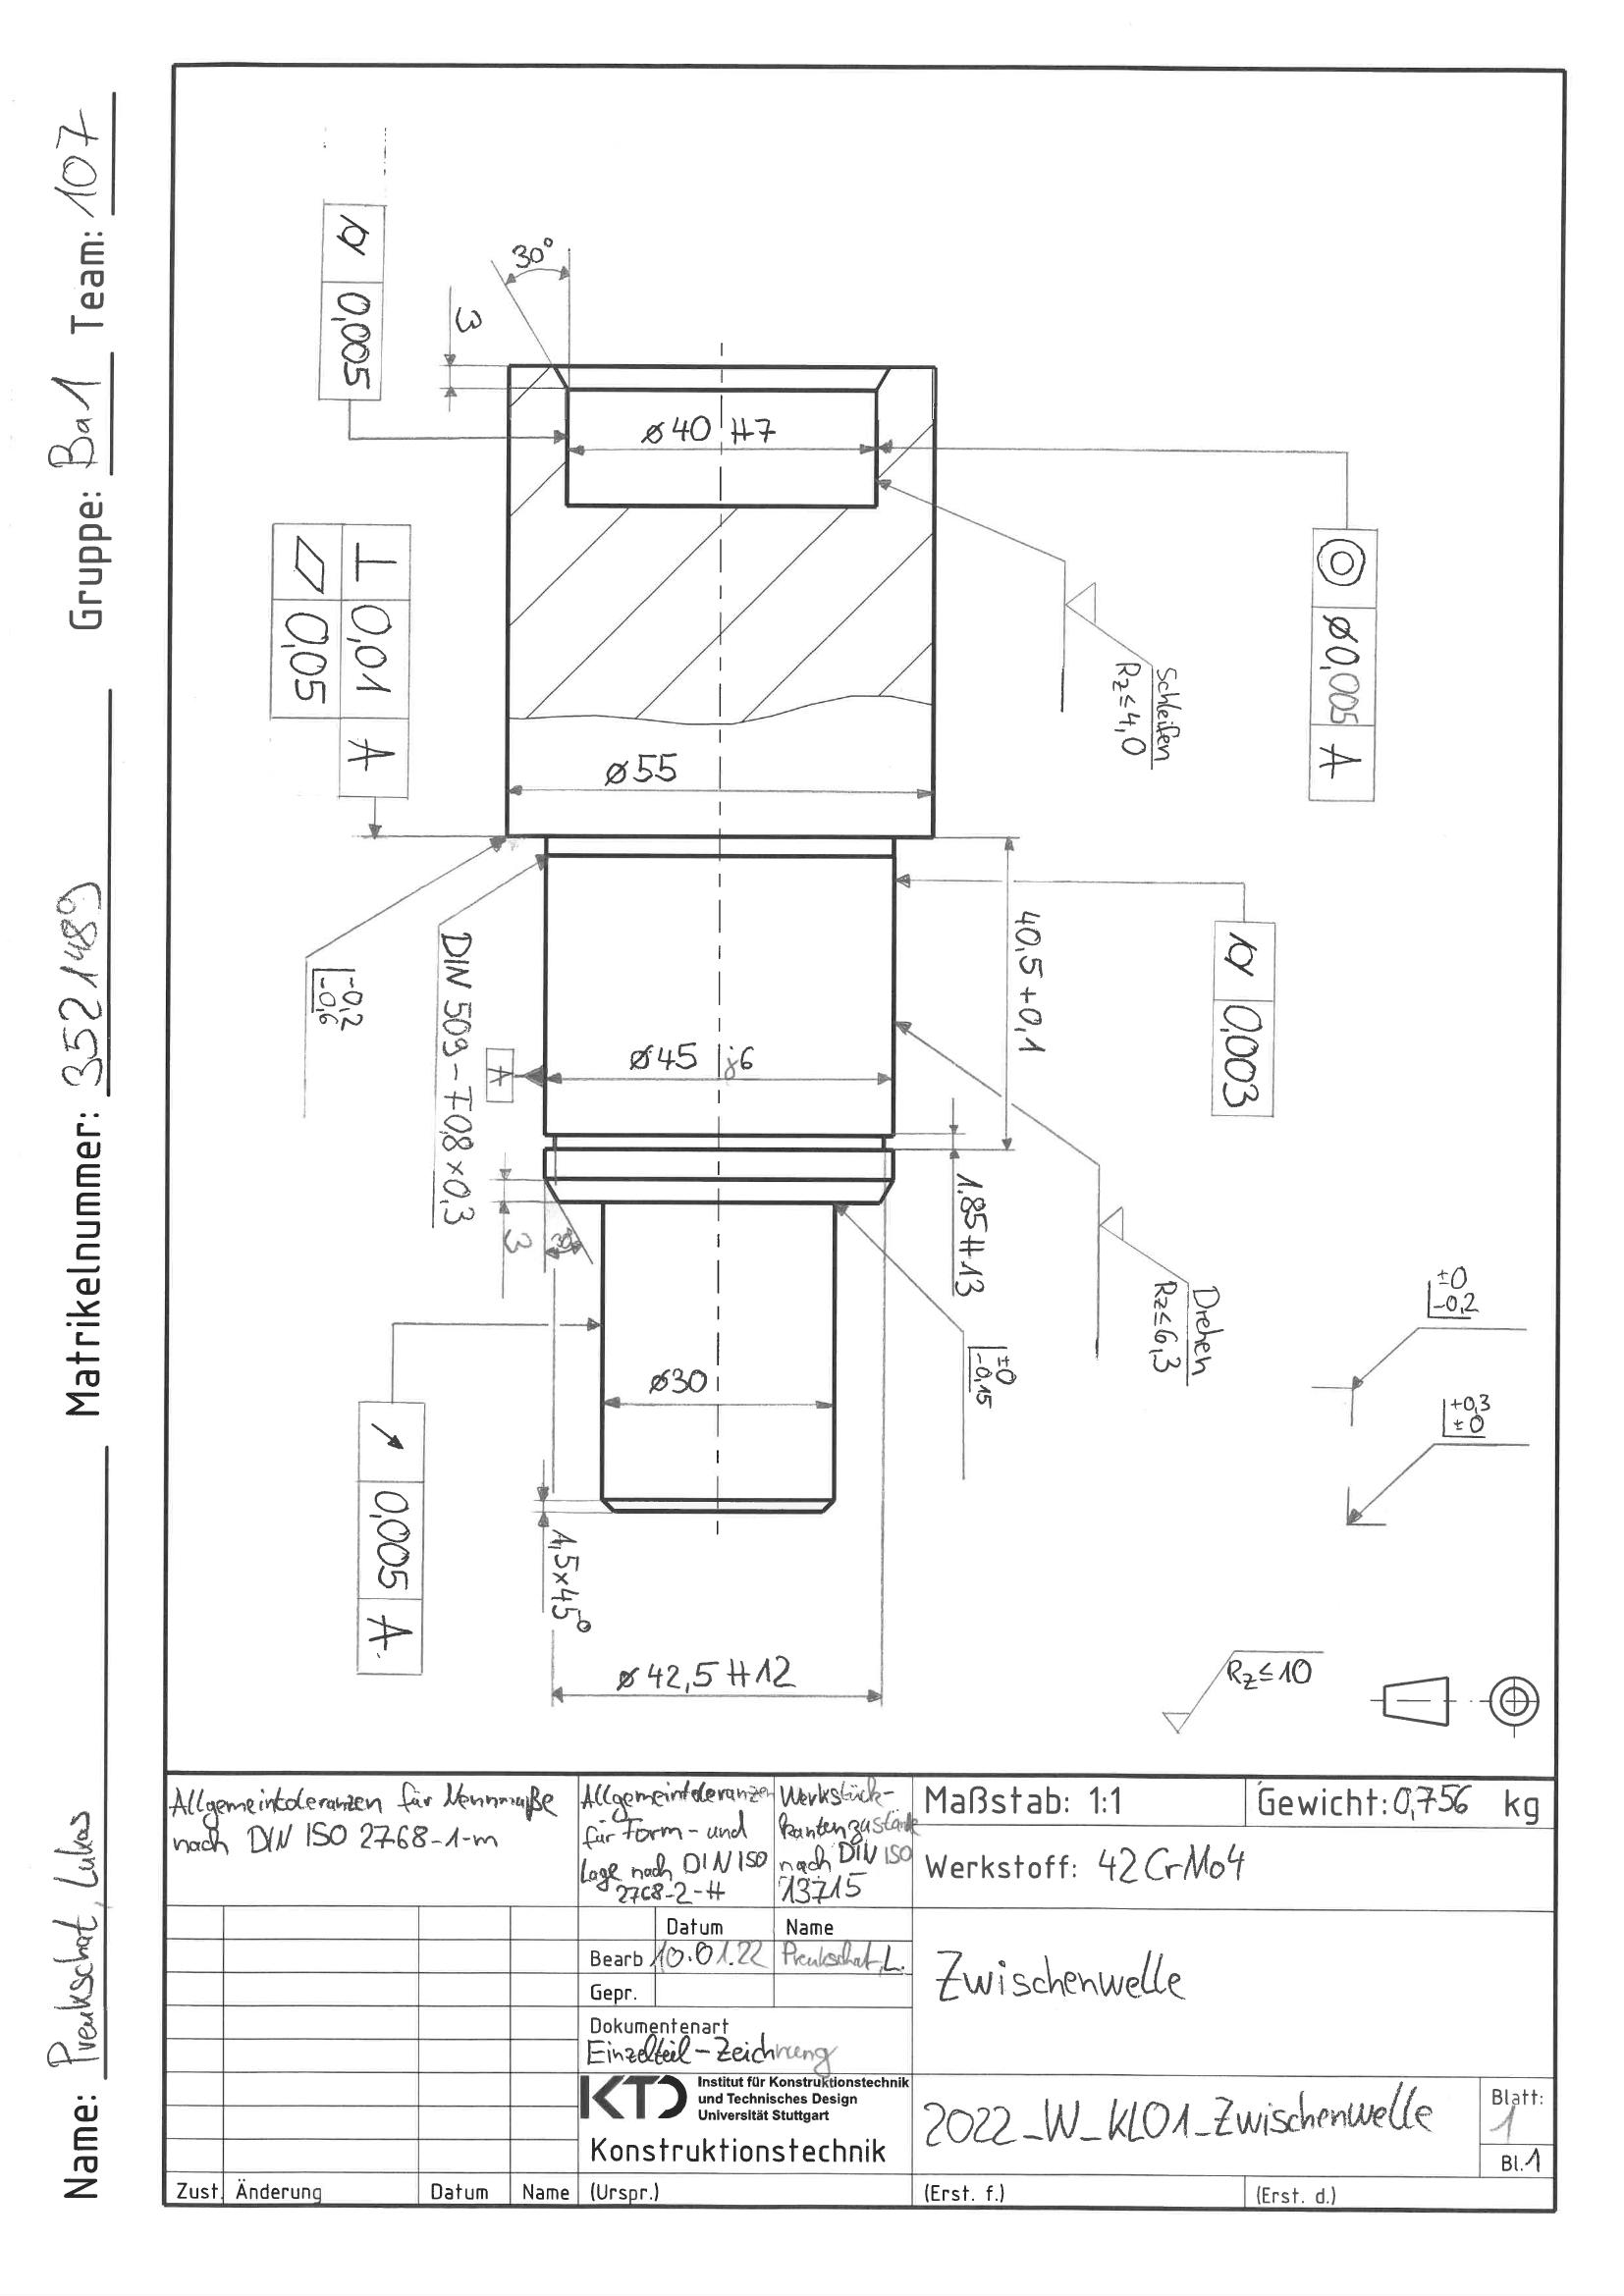 Name: Preukschat, Lukas Matrikelnummer: 3521489 Gruppe: Ba1 Team: 107
0,005
30°
3
⌀40 H7
⌀0,005 A
Schleifen
Rz≤4,0
⊥ 0,01 A
0,05
⌀55
-0,2
-0,6
DIN 509-F0,8×0,3
A
⌀45 j6
40,5+0,1
0,0003
1,85 H13
Drehen
Rz≤6,3
3
30°
±0
-0,15
±0
-0,2
+0,3
±0
⌀30
0,005 A
1,5×45°
⌀42,5 H12
Rz≤10
Allgemeintoleranzen für Nennmaße
nach DIN ISO 2768-1-m
Allgemeintoleranzen
für Form- und
Lage nach DIN ISO
2768-2-H
Werkstück-
kantenzustände
nach DIN ISO
13715
Maßstab: 1:1
Gewicht: 0,756 kg
Werkstoff: 42CrMo4
Datum Name
Bearb 10.01.22 Preukschat, L.
Gepr.
Zwischenwelle
Dokumentenart
Einzelteil-Zeichnung
KTD
Institut für Konstruktionstechnik
und Technisches Design
Universität Stuttgart
Konstruktionstechnik
2022_W_KL01_Zwischenwelle
Blatt:
1
Bl.1
Zust. Änderung Datum Name (Urspr.) (Erst. f.) (Erst. d.)